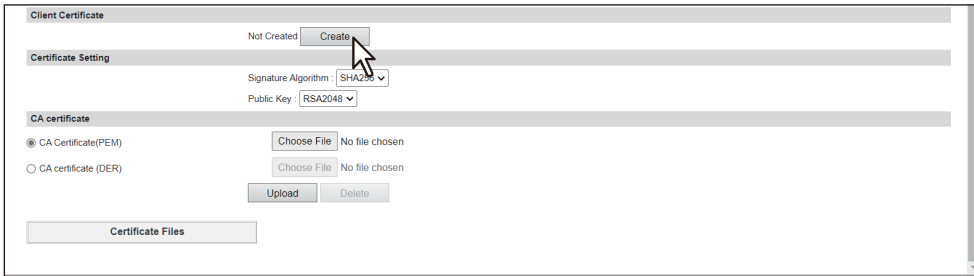 Client Certificate
Not Created Create
Certificate Setting
Signature Algorithm : SHA256
Public Key : RSA2048
CA certificate
CA Certificate(PEM) Choose File No file chosen
CA certificate (DER) Choose File No file chosen
Upload Delete
Certificate Files